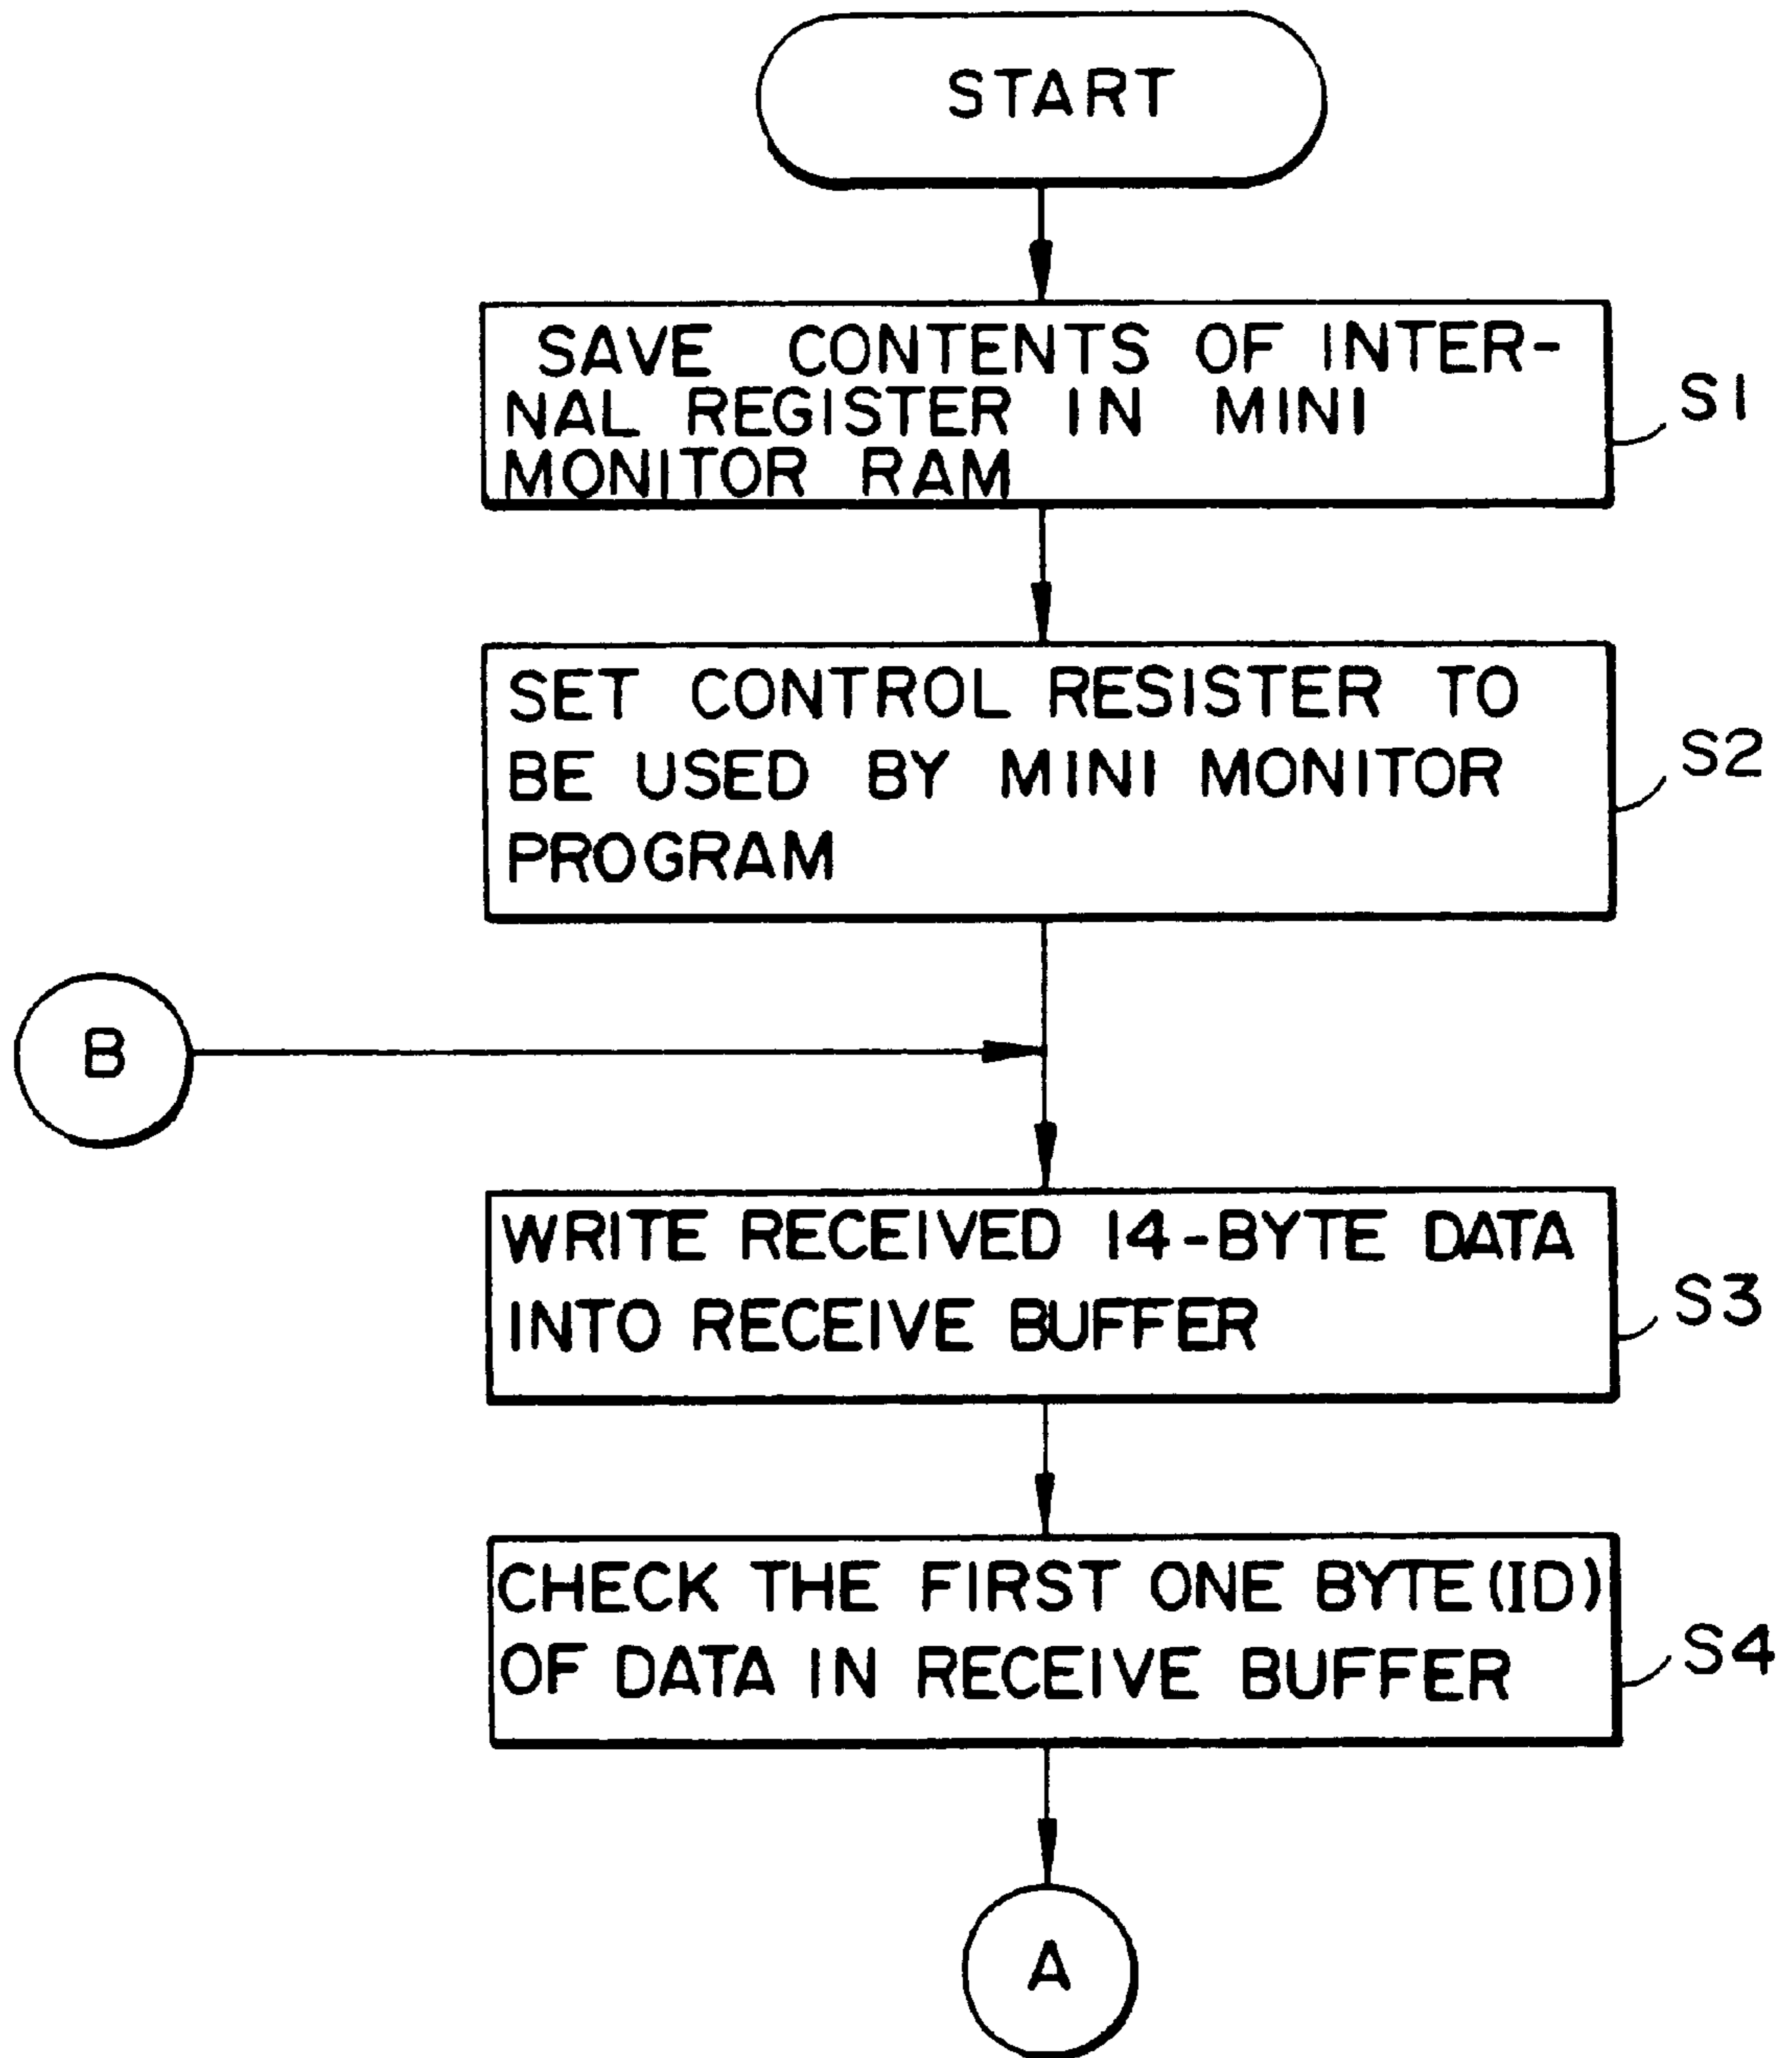 START
SAVE CONTENTS OF INTER-
NAL REGISTER IN MINI
MONITOR RAM
S1
SET CONTROL RESISTER TO
BE USED BY MINI MONITOR
PROGRAM
S2
B
WRITE RECEIVED 14-BYTE DATA
INTO RECEIVE BUFFER
S3
CHECK THE FIRST ONE BYTE(ID)
OF DATA IN RECEIVE BUFFER
S4
A